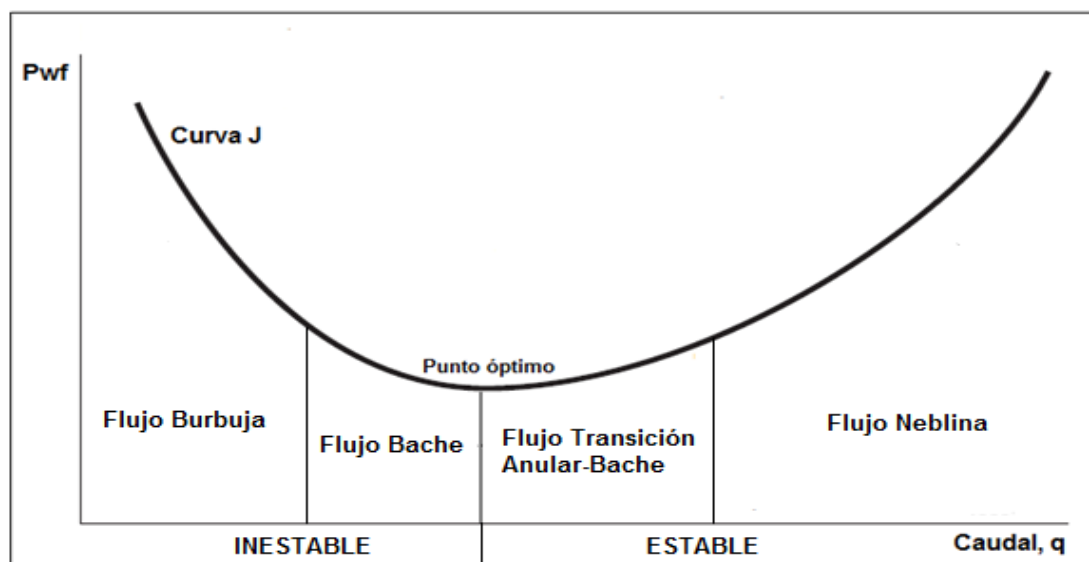 Pwf
Curva J
Punto óptimo
Flujo Burbuja
Flujo Bache
Flujo Transición
Anular-Bache
Flujo Neblina
INESTABLE
ESTABLE
Caudal, q